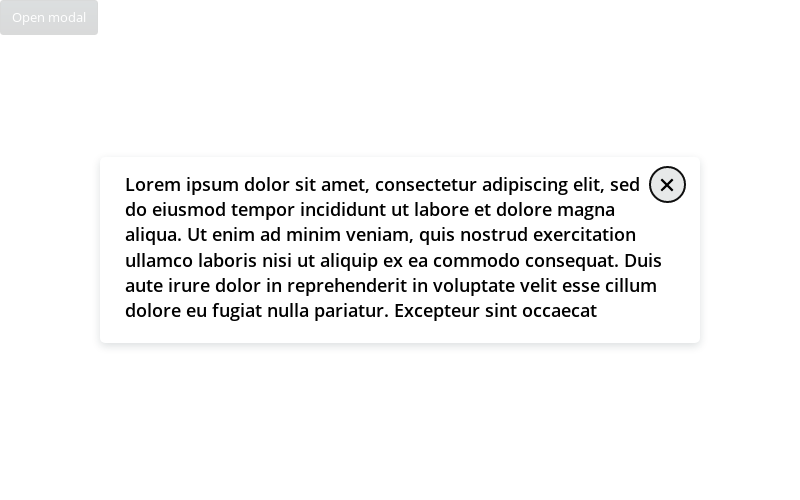 Open modal
Lorem ipsum dolor sit amet, consectetur adipiscing elit, sed
do eiusmod tempor incididunt ut labore et dolore magna
aliqua. Ut enim ad minim veniam, quis nostrud exercitation
ullamco laboris nisi ut aliquip ex ea commodo consequat. Duis
aute irure dolor in reprehenderit in voluptate velit esse cillum
dolore eu fugiat nulla pariatur. Excepteur sint occaecat